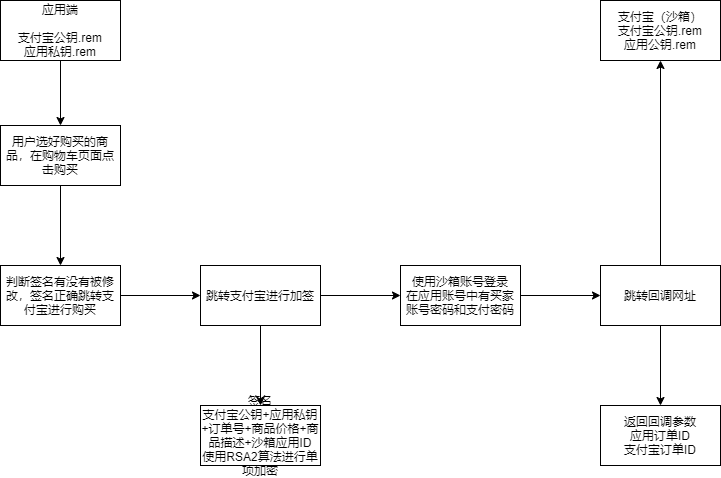 应用端
支付宝公钥.rem
应用私钥.rem
支付宝（沙箱）
支付宝公钥.rem
应用公钥.rem
用户选好购买的商
品，在购物车页面点
击购买
判断签名有没有被修
改，签名正确跳转支
付宝进行购买
跳转支付宝进行加签
使用沙箱账号登录
在应用账号中有买家
账号密码和支付密码
跳转回调网址
签名
支付宝公钥+应用私钥
+订单号+商品价格+商
品描述+沙箱应用ID
使用RSA2算法进行单
项加密
返回回调参数
应用订单ID
支付宝订单ID